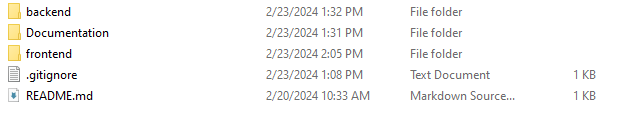 backend 2/23/2024 1:32 PM File folder
Documentation 2/23/2024 1:31 PM File folder
frontend 2/23/2024 2:05 PM File folder
.gitignore 2/23/2024 1:08 PM Text Document 1 KB
README.md 2/20/2024 10:33 AM Markdown Source... 1 KB